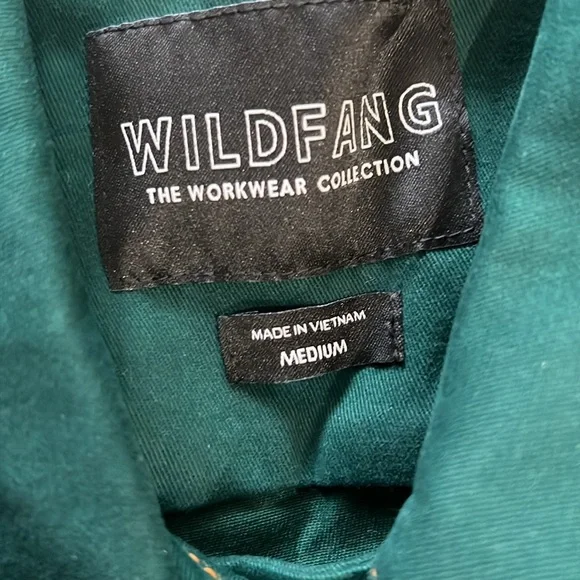 WILDFANG
THE WORKWEAR COLLECTION
MADE IN VIETNAM
MEDIUM